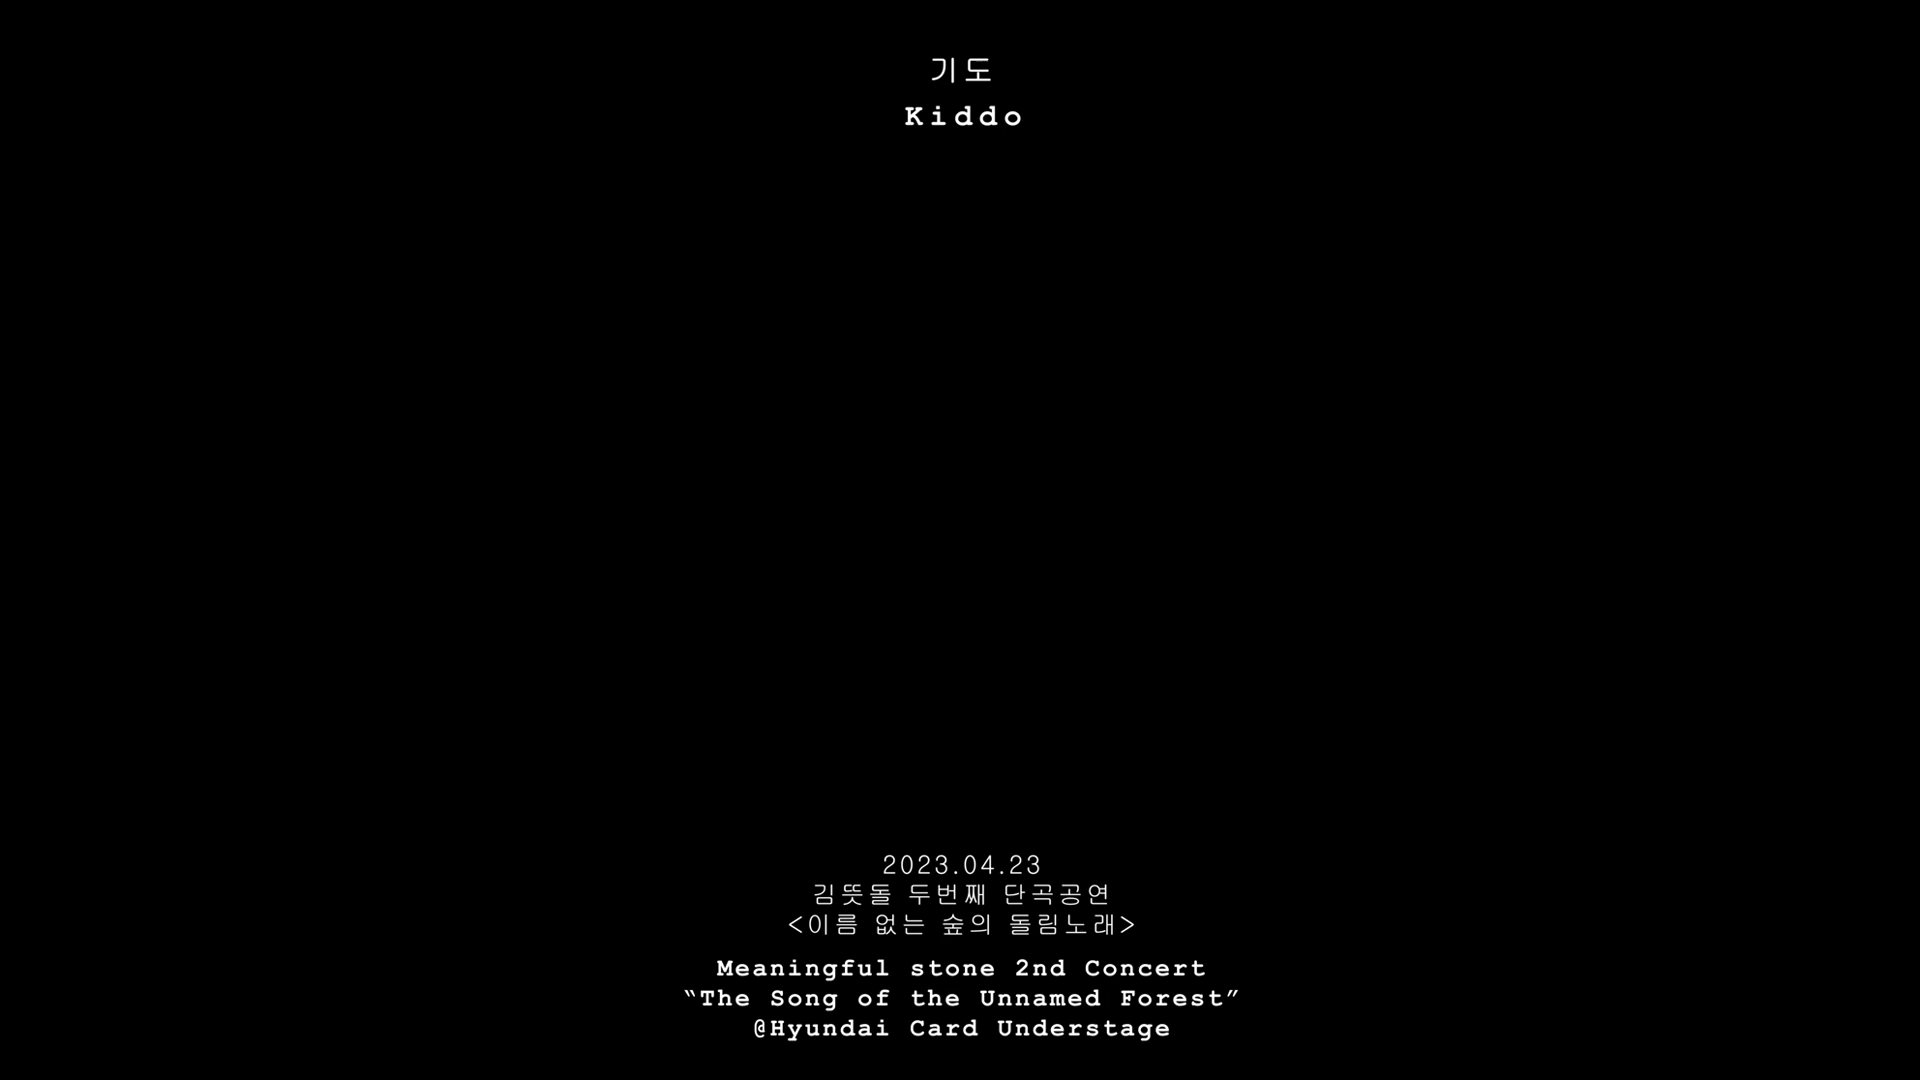 기도
Kiddo
2023.04.23
김뜻돌 두번째 단곡공연
<이름 없는 숲의 돌림노래>
Meaningful stone 2nd Concert
“The Song of the Unnamed Forest”
@Hyundai Card Understage